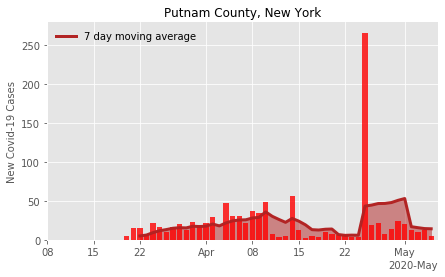 Putnam County, New York
7 day moving average
New Covid-19 Cases
250
200
150
100
50
0
08 15 22 Apr 08 15 22 May
2020-May